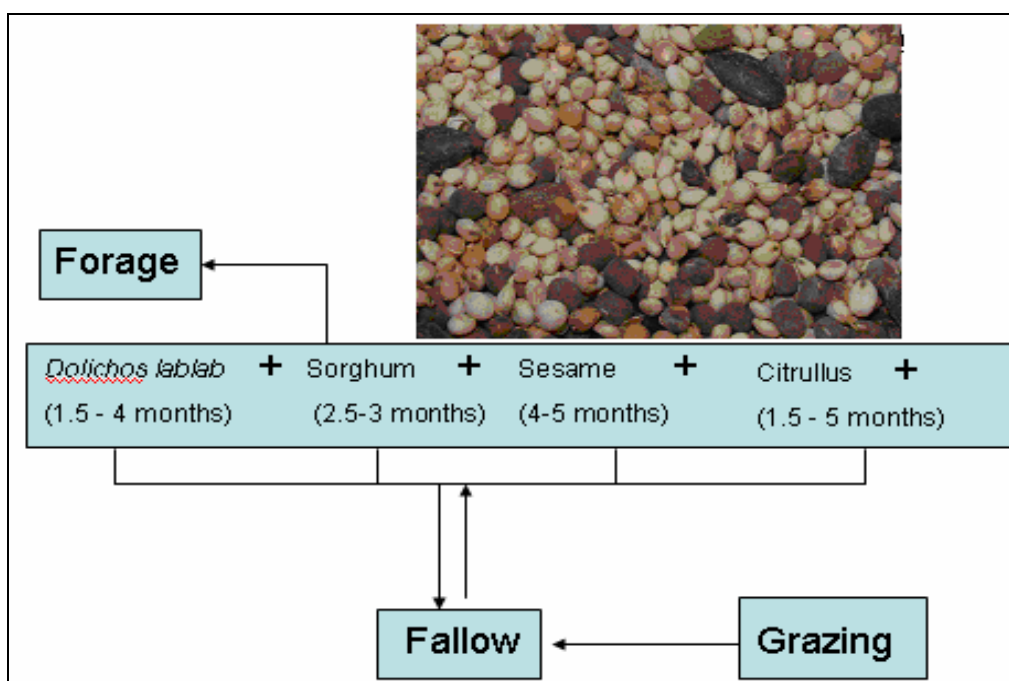 Forage
Dolichos lablab + Sorghum + Sesame + Citrullus +
(1.5 - 4 months) (2.5-3 months) (4-5 months) (1.5 - 5 months)
Fallow Grazing